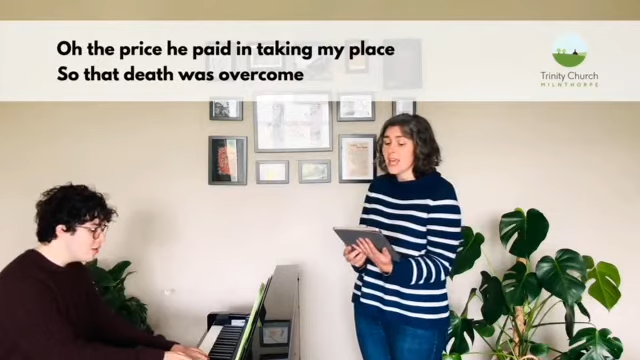 Oh the price he paid in taking my place
So that death was overcome
Trinity Church
MILNTHORPE